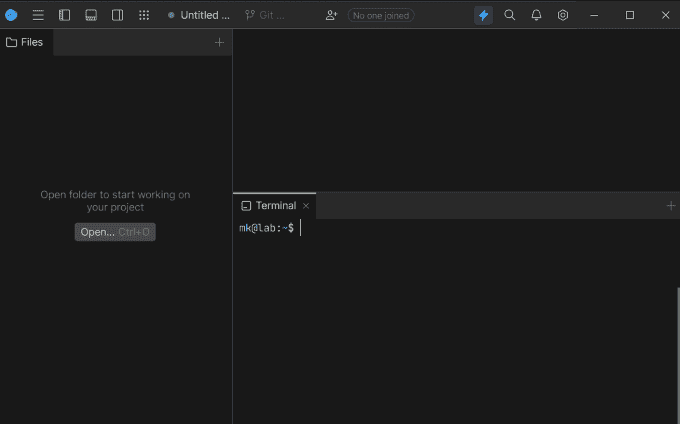 Untitled ...
Git ...
No one joined
Files
Open folder to start working on
your project
Open... Ctrl+O
Terminal
mk@lab:~$